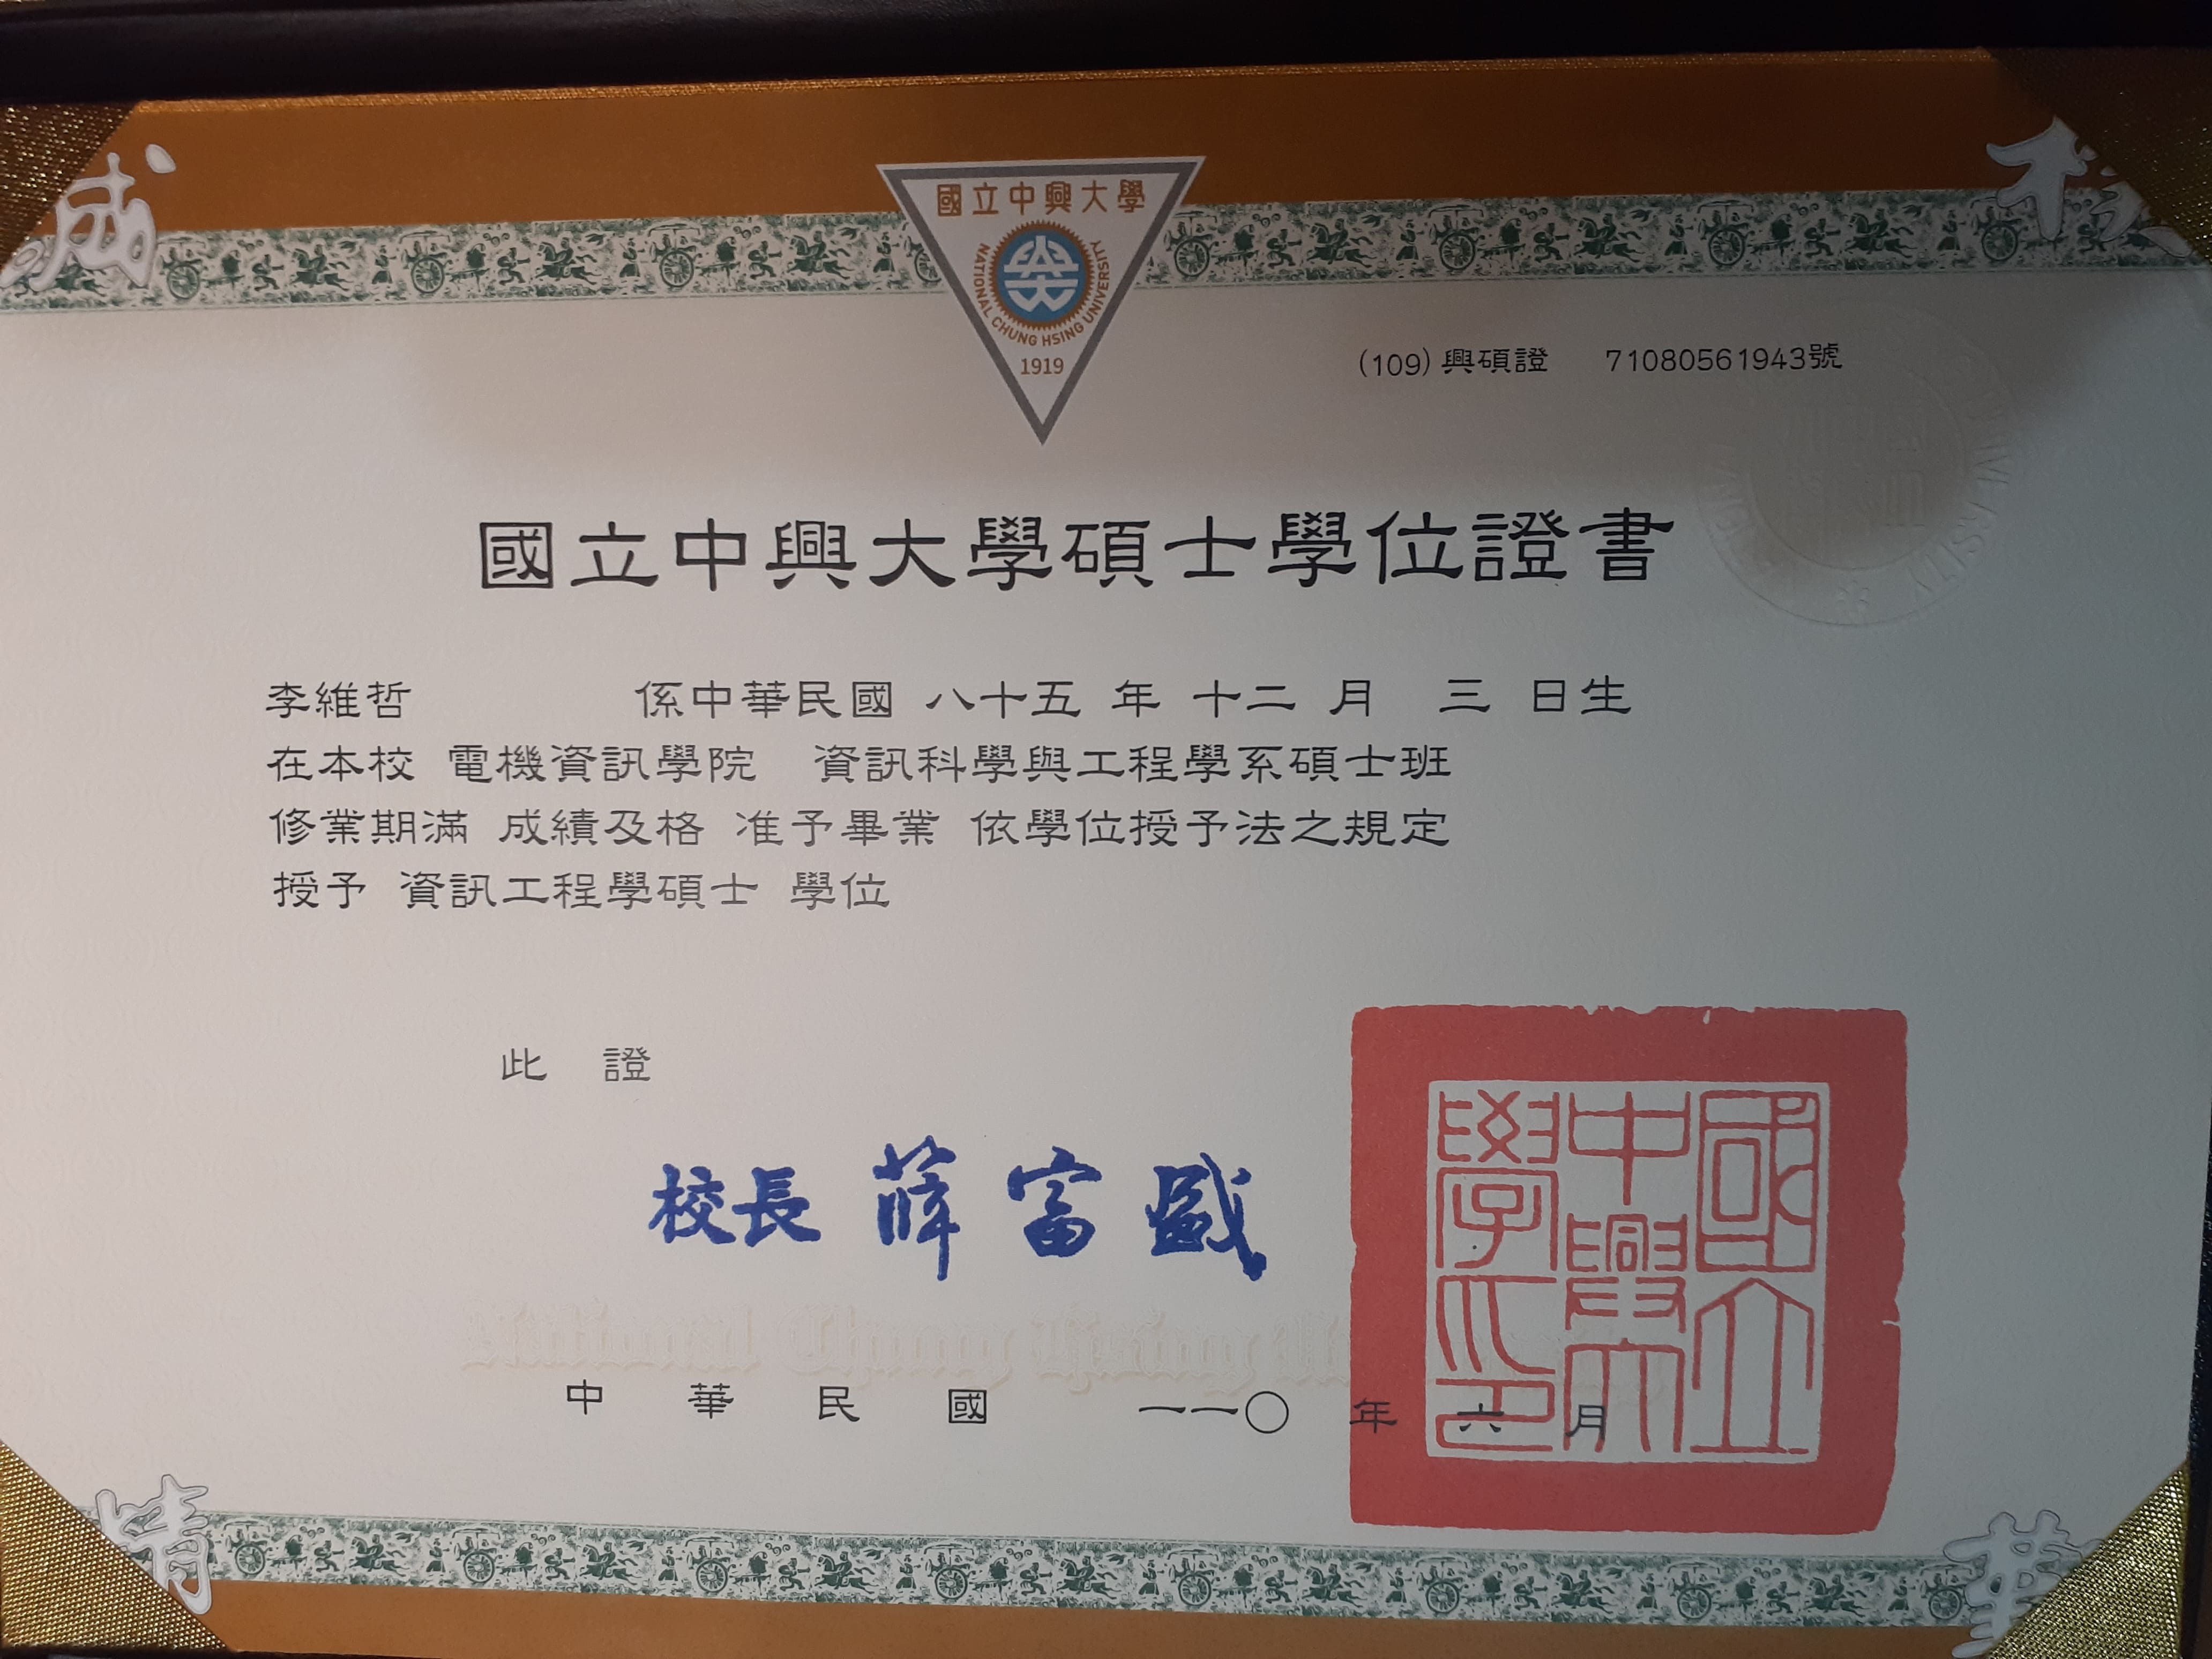 誠
樸
國立中興大學
NATIONAL CHUNG HSING UNIVERSITY
1919
(109)興碩證 71080561943號
國立中興大學碩士學位證書
李維哲 係中華民國 八十五 年 十二 月 三 日生
在本校 電機資訊學院 資訊科學與工程學系碩士班
修業期滿 成績及格 准予畢業 依學位授予法之規定
授予 資訊工程學碩士 學位
此 證
校長 薛富盛
國立中興大學之印
National Chung Hsing
中華民國 一一〇 年 六 月
精
勤